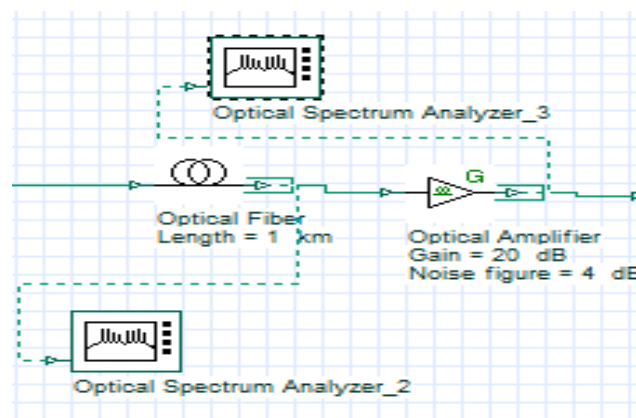 Optical Spectrum Analyzer_3
G
Optical Fiber
Length = 1 km
Optical Amplifier
Gain = 20 dB
Noise figure = 4 dB
Optical Spectrum Analyzer_2